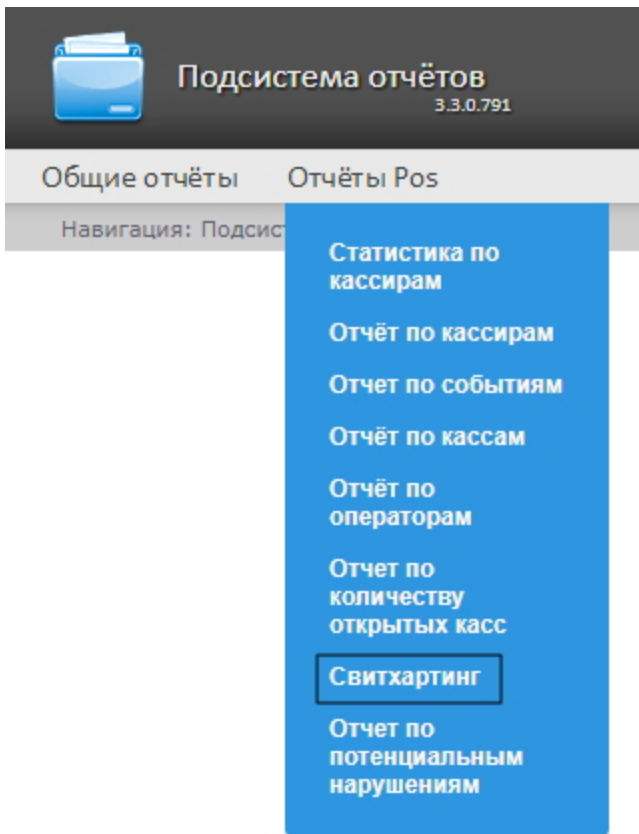 Подсистема отчётов
3.3.0.791
Общие отчёты Отчёты Pos
Навигация: Подсис
Статистика по
кассирам
Отчёт по кассирам
Отчет по событиям
Отчёт по кассам
Отчёт по
операторам
Отчет по
количеству
открытых касс
Свитхартинг
Отчет по
потенциальным
нарушениям